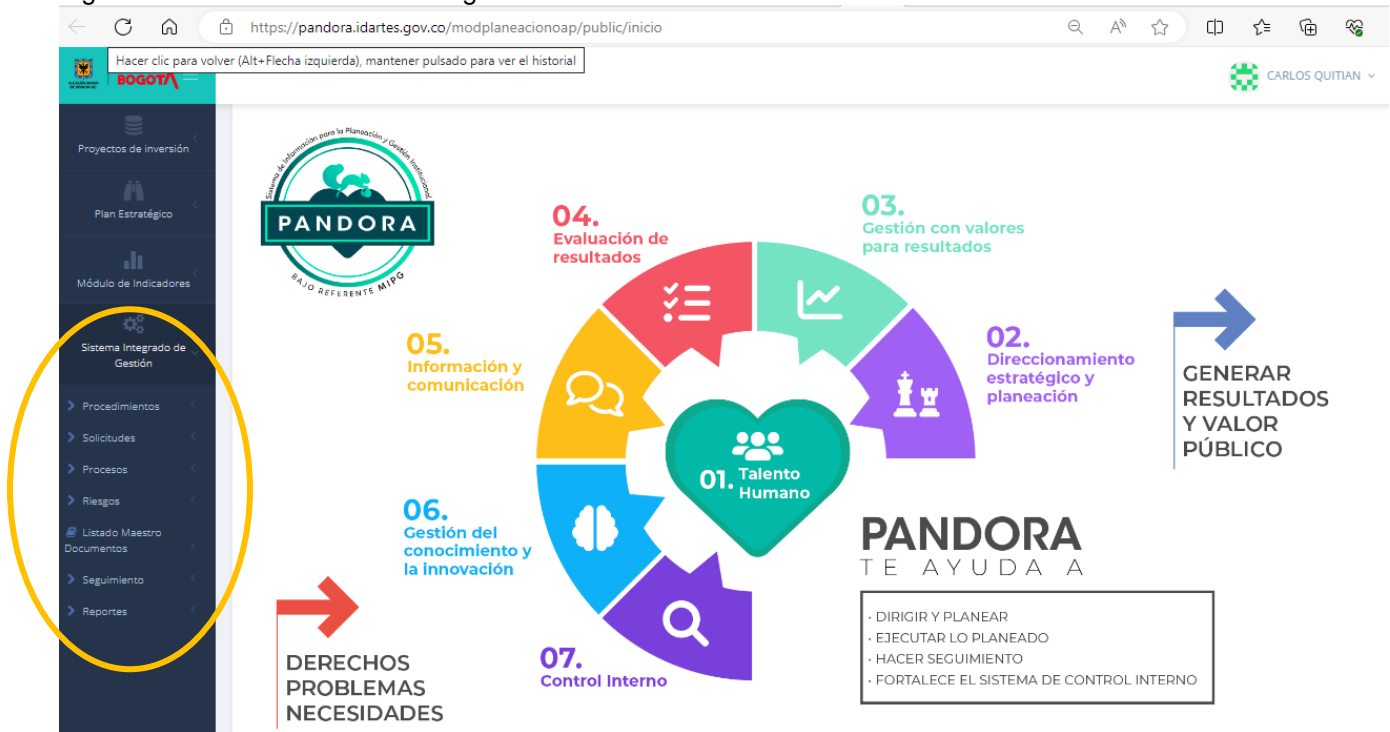 https://pandora.idartes.gov.co/modplaneacionoap/public/inicio
Hacer clic para volver (Alt+Flecha izquierda), mantener pulsado para ver el historial
BOGOTÁ
CARLOS QUITIAN
Proyectos de inversión
Plan Estratégico
Módulo de Indicadores
Sistema Integrado de
Gestión
Procedimientos
Solicitudes
Procesos
Riesgos
Listado Maestro
Documentos
Seguimiento
Reportes
Sistema de Información para la Planeación y Gestión Institucional
PANDORA
BAJO REFERENTE MIPG
04.
Evaluación de
resultados
03.
Gestión con valores
para resultados
05.
Información y
comunicación
02.
Direccionamiento
estratégico y
planeación
01. Talento
Humano
06.
Gestión del
conocimiento y
la innovación
07.
Control Interno
GENERAR
RESULTADOS
Y VALOR
PÚBLICO
DERECHOS
PROBLEMAS
NECESIDADES
PANDORA
TE AYUDA A
· DIRIGIR Y PLANEAR
· EJECUTAR LO PLANEADO
· HACER SEGUIMIENTO
· FORTALECE EL SISTEMA DE CONTROL INTERNO